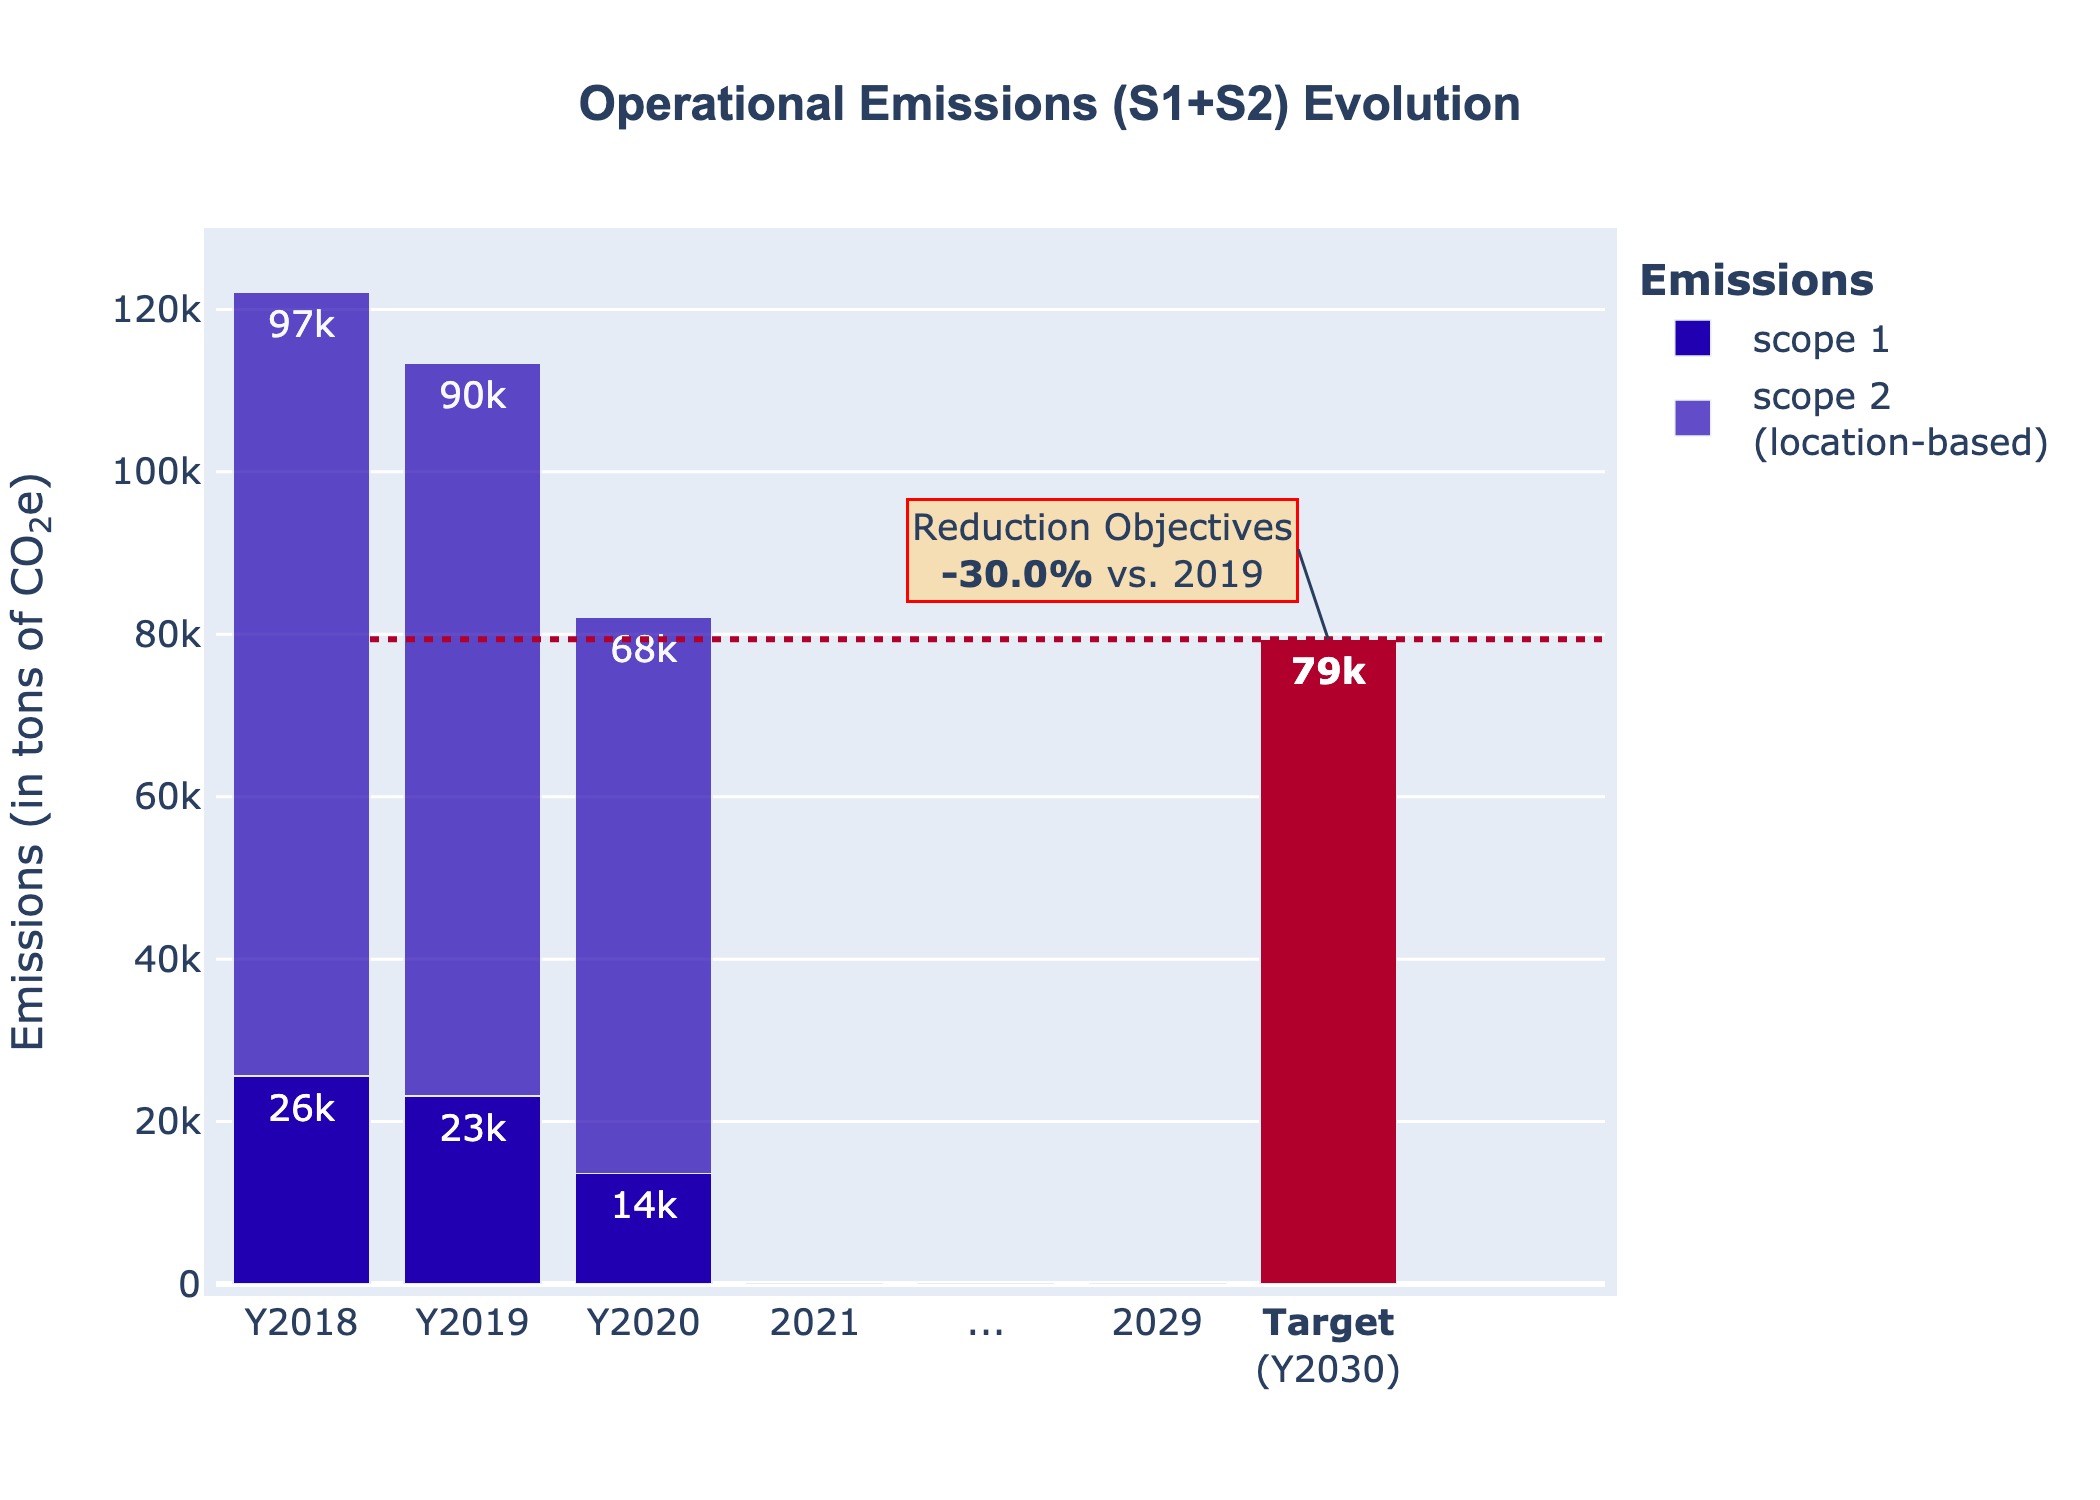 Operational Emissions (S1+S2) Evolution
Emissions (in tons of CO₂e)
120k
100k
80k
60k
40k
20k
0
97k
26k
90k
23k
68k
14k
Reduction Objectives
-30.0% vs. 2019
79k
Y2018
Y2019
Y2020
2021
...
2029
Target
(Y2030)
Emissions
scope 1
scope 2
(location-based)